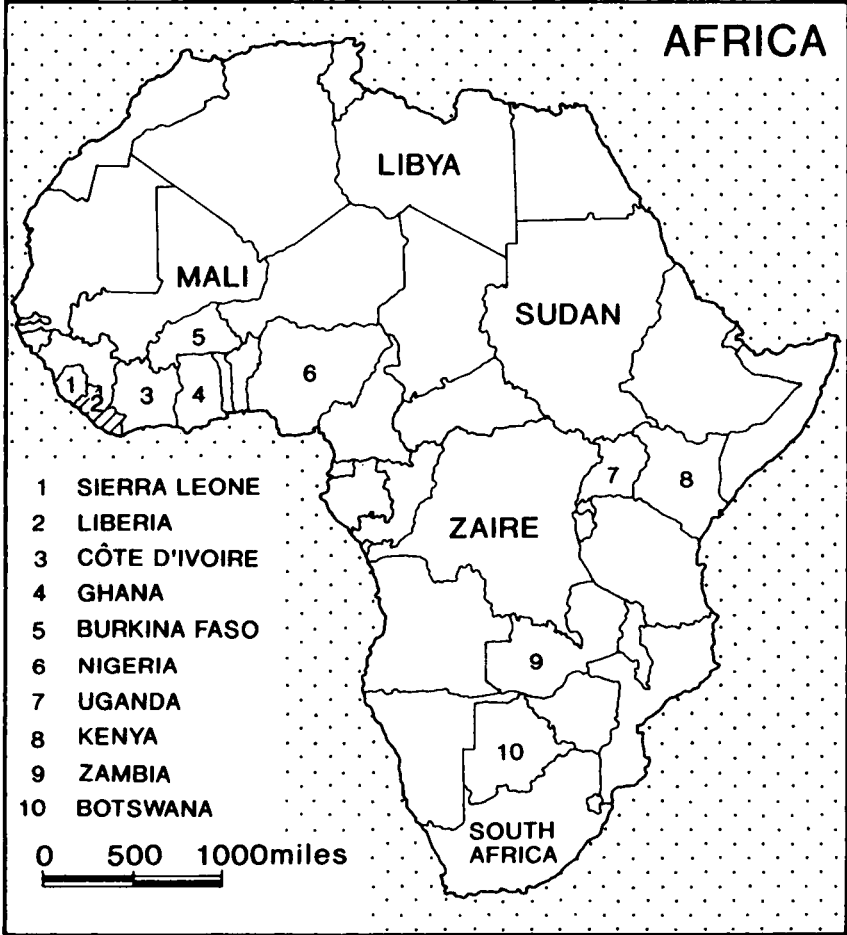 AFRICA
LIBYA
MALI
SUDAN
5
6
1
2
3
4
7
8
ZAIRE
9
10
SOUTH
AFRICA
1 SIERRA LEONE
2 LIBERIA
3 CÔTE D'IVOIRE
4 GHANA
5 BURKINA FASO
6 NIGERIA
7 UGANDA
8 KENYA
9 ZAMBIA
10 BOTSWANA
0 500 1000miles